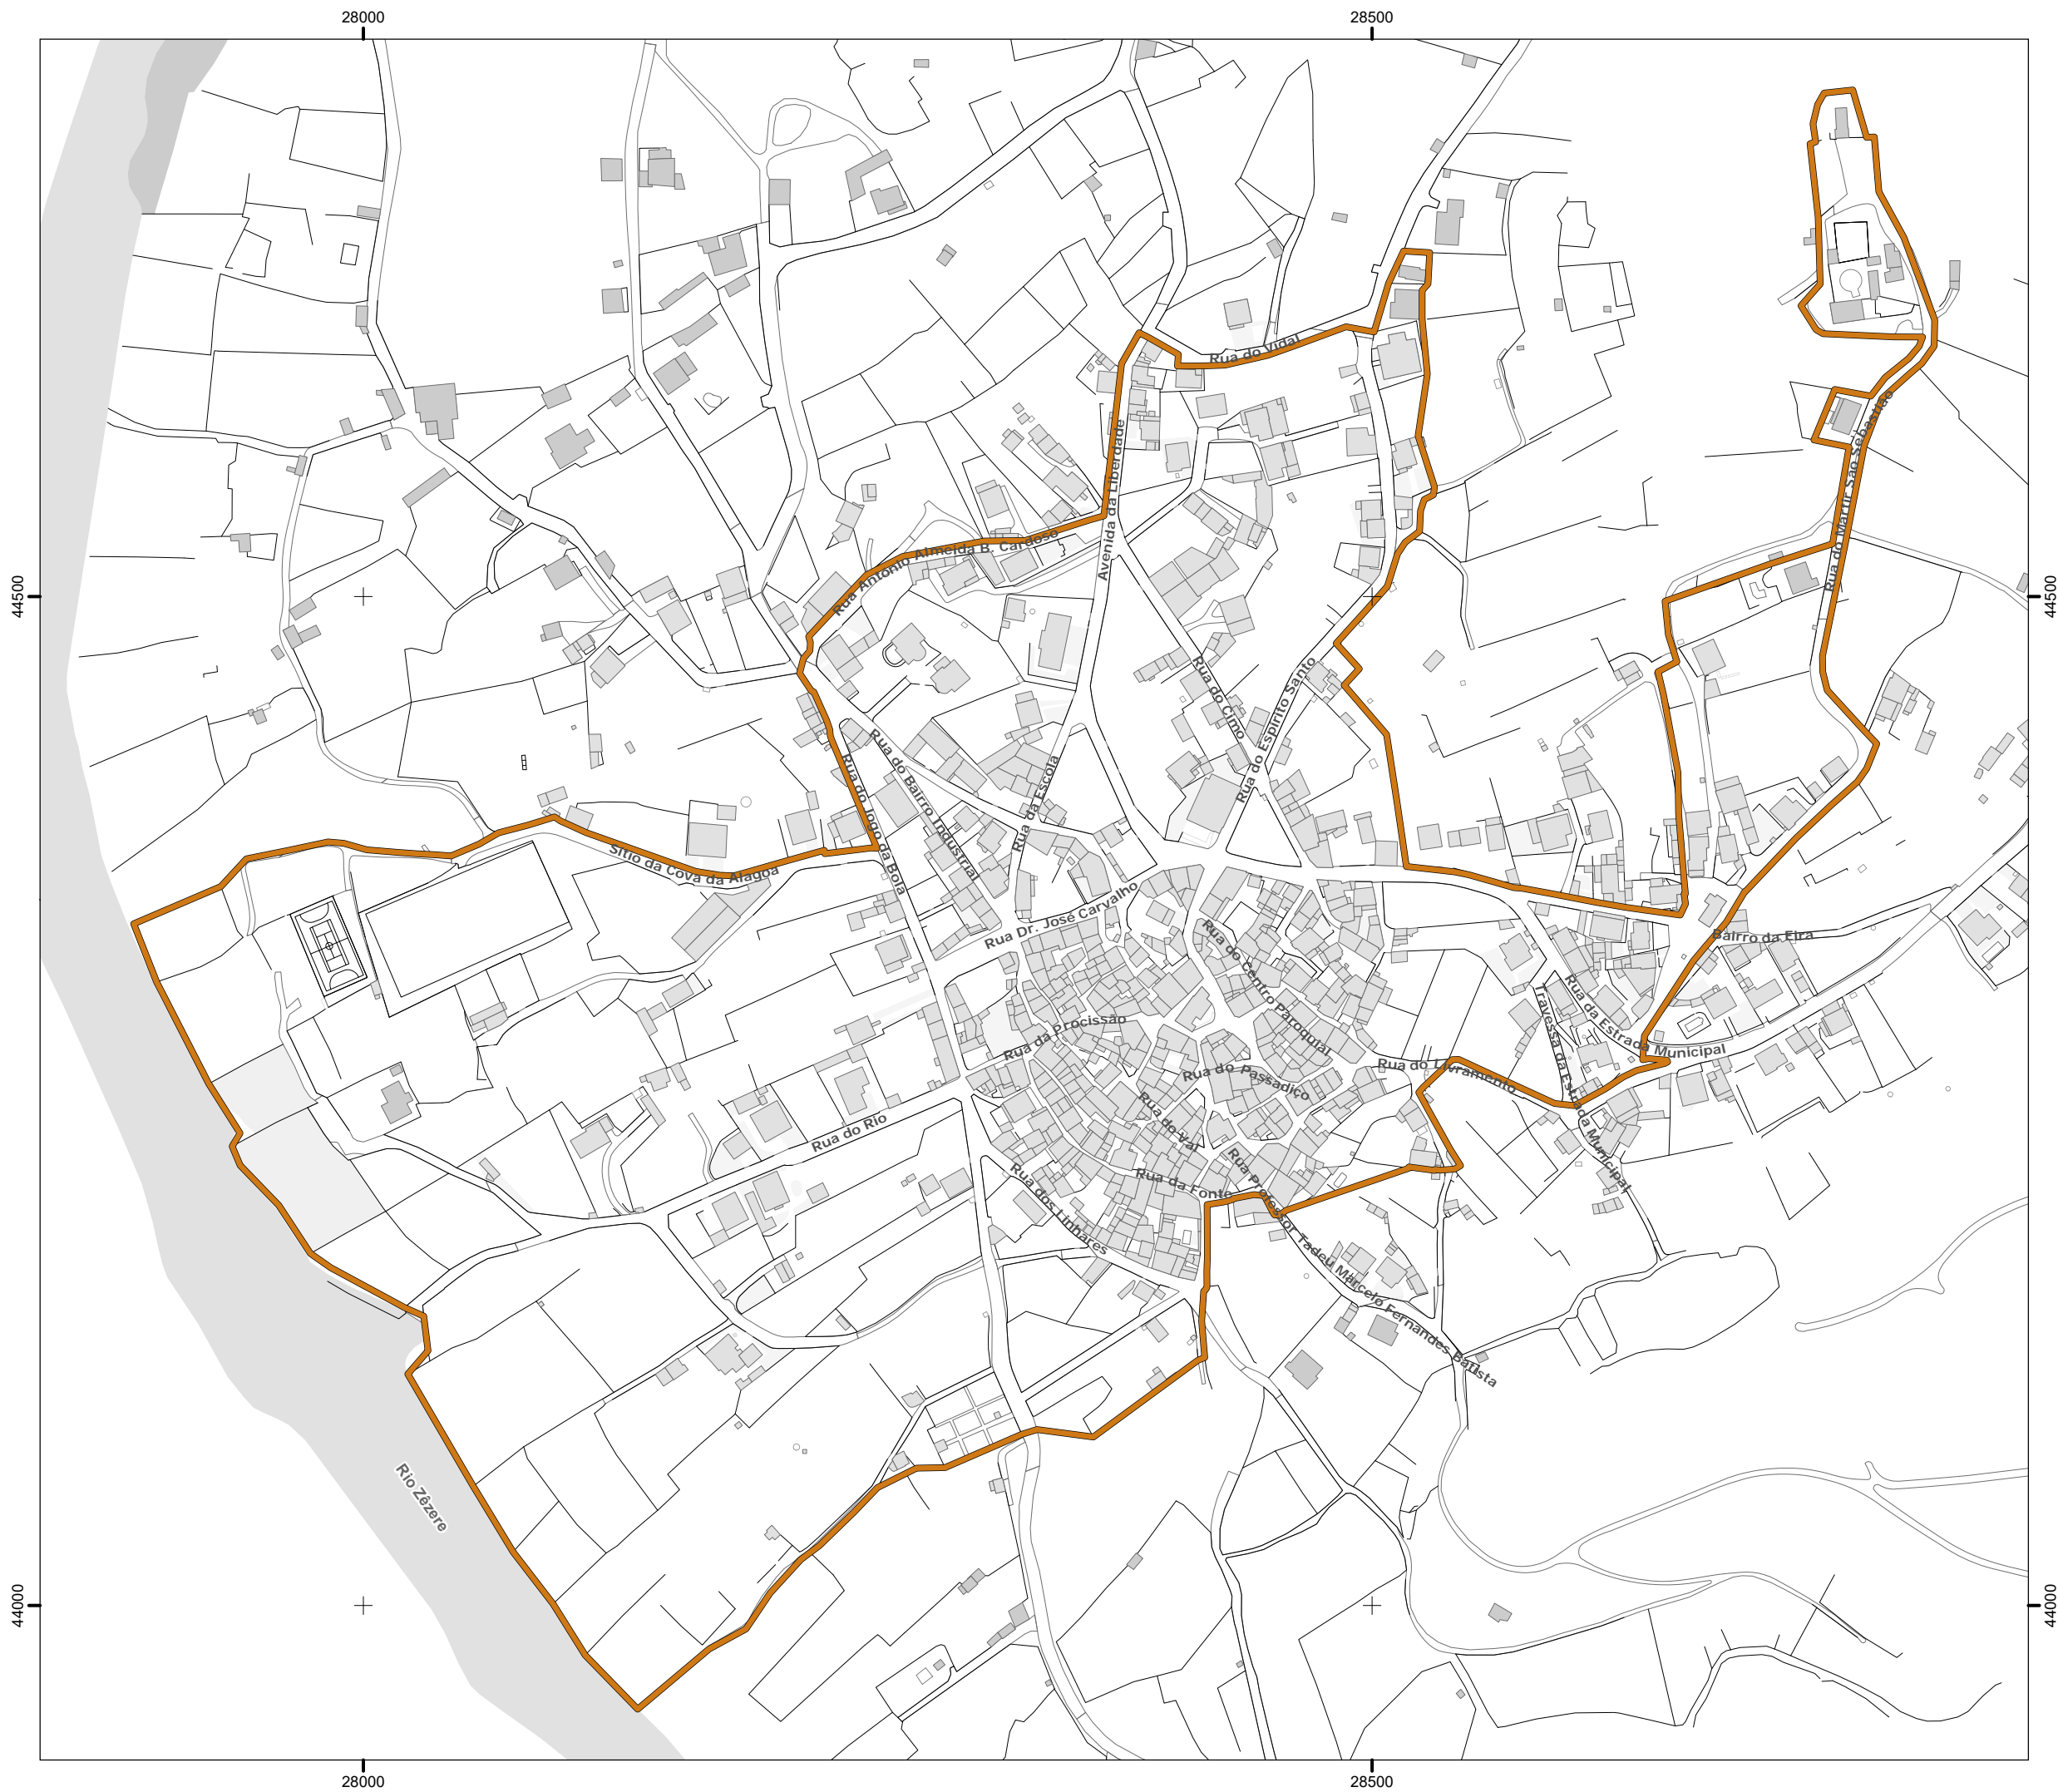 28000
28500
Rua do Vidal
Avenida da Liberdade
Rua do Mártir São Sebastião
Rua António Almeida B. Cardoso
44500
44500
Rua do Cimo
Rua do Espírito Santo
Rua do Jogo da Bola
Rua do Bairro Industrial
Rua da Escola
Sítio da Cova da Alagoa
Rua Dr. José Carvalho
Rua do Centro Paroquial
Bairro da Eira
Rua da Estrada Municipal
Travessa da Estrada Municipal
Rua da Procissão
Rua do Livramento
Rua do Passadiço
Rua do Val
Rua do Rio
Rua da Fonte
Rua dos Linhares
Rua Professor Tadeu Marcelo Fernandes Batista
Rio Zêzere
44000
44000
28000
28500